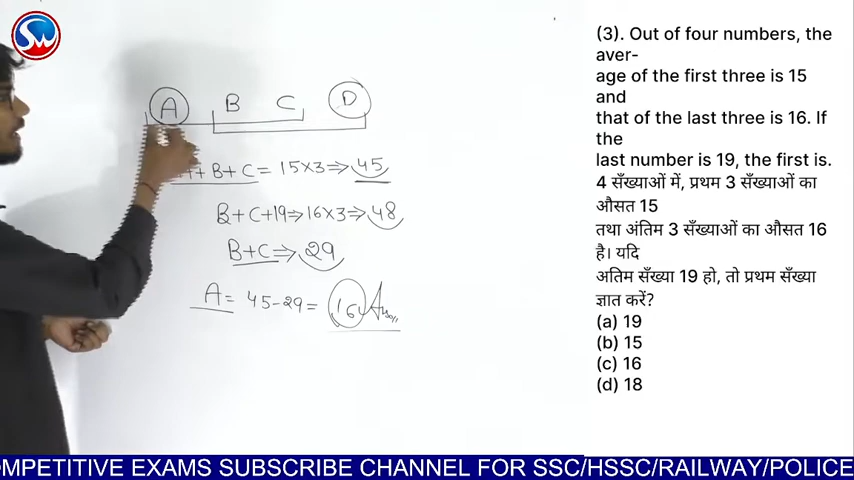 SW
A B C D
+ B + C = 15×3 ⇒ 45
B + C + 19 ⇒ 16×3 ⇒ 48
B+C ⇒ 29
A = 45-29 = 16 Ans
(3). Out of four numbers, the
aver-
age of the first three is 15
and
that of the last three is 16. If
the
last number is 19, the first is.
4 सँख्याओं में, प्रथम 3 सँख्याओं का
औसत 15
तथा अंतिम 3 सँख्याओं का औसत 16
है। यदि
अतिम सँख्या 19 हो, तो प्रथम सँख्या
ज्ञात करें?
(a) 19
(b) 15
(c) 16
(d) 18
OMPETITIVE EXAMS SUBSCRIBE CHANNEL FOR SSC/HSSC/RAILWAY/POLICE